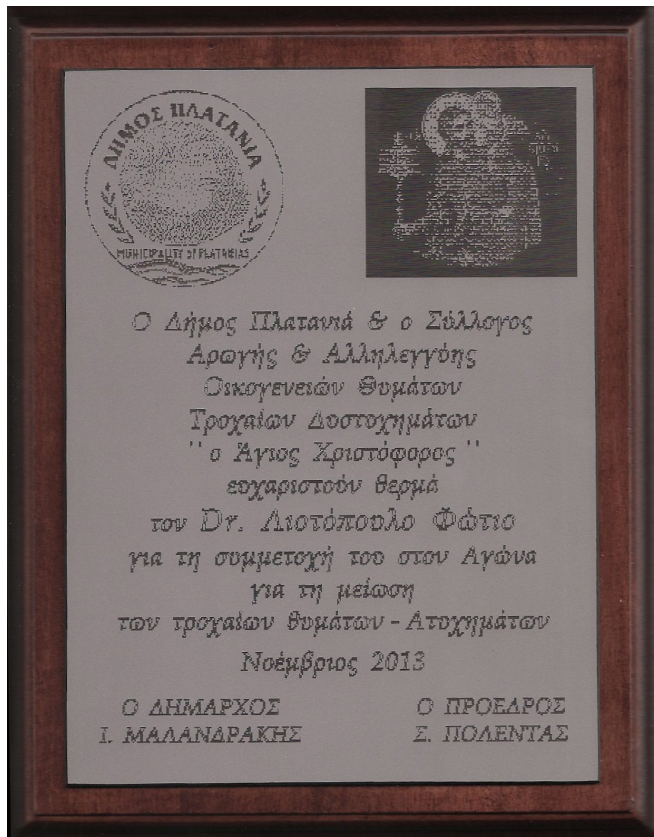 ΔΗΜΟΣ ΠΛΑΤΑΝΙΑ
MUNICIPALITY OF PLATANIAS
Ο Δήμος Πλατανιά & ο Σύλλογος
Αρωγής & Αλληλεγγύης
Οικογενειών Θυμάτων
Τροχαίων Δυστυχημάτων
" ο Άγιος Χριστόφορος "
ευχαριστούν θερμά
τον Dr. Λιοτόπουλο Φώτιο
για τη συμμετοχή του στον Αγώνα
για τη μείωση
των τροχαίων θυμάτων - Ατυχημάτων
Νοέμβριος 2013
Ο ΔΗΜΑΡΧΟΣ
Ι. ΜΑΛΑΝΔΡΑΚΗΣ
Ο ΠΡΟΕΔΡΟΣ
Σ. ΠΟΛΕΝΤΑΣ